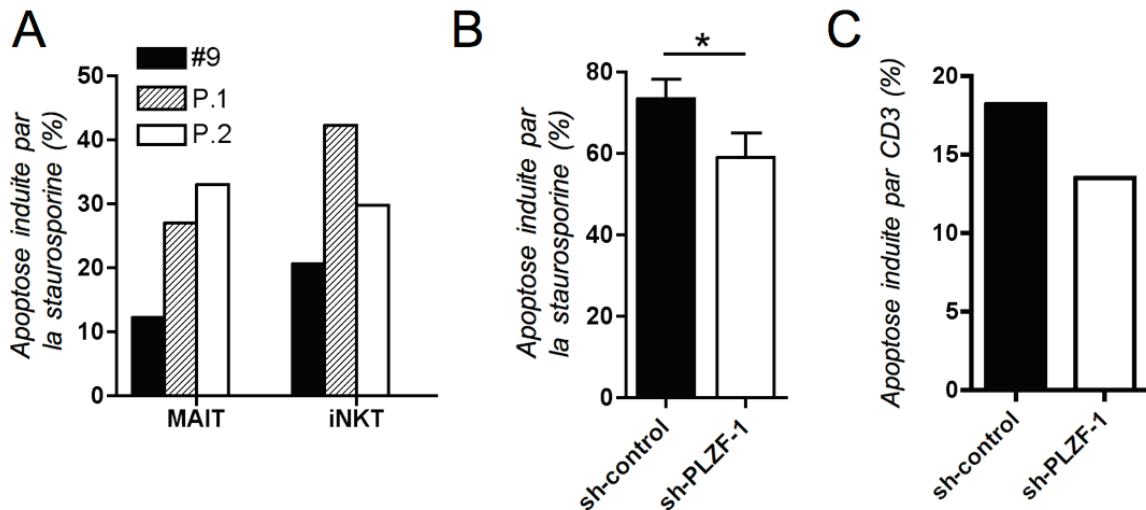 A
#9
P.1
P.2
Apoptose induite par
la staurosporine (%)
50
40
30
20
10
0
MAIT
iNKT
B
*
Apoptose induite par
la staurosporine (%)
80
60
40
20
0
sh-control
sh-PLZF-1
C
Apoptose induite par CD3 (%)
20
15
10
5
0
sh-control
sh-PLZF-1